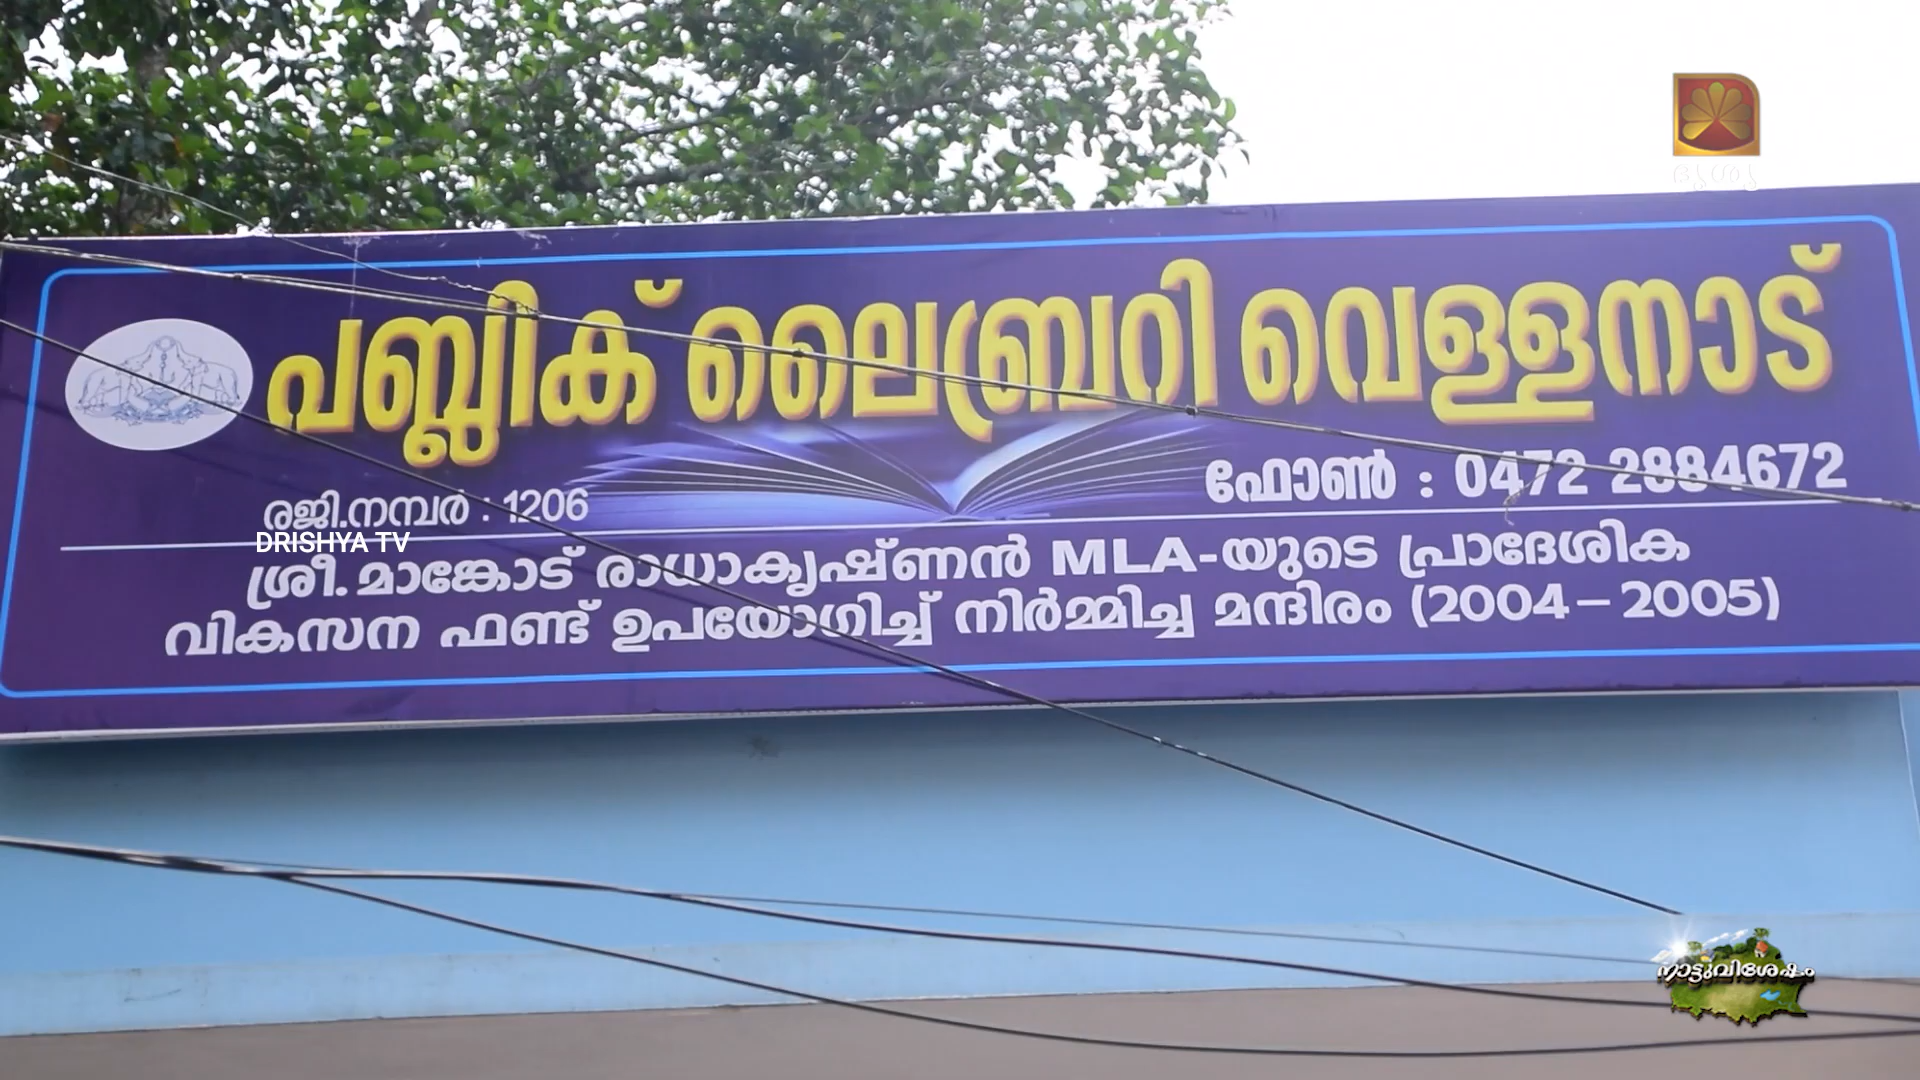 ദൃശ്യ
പബ്ലിക് ലൈബ്രറി വെള്ളനാട്
ഫോൺ : 0472 2884672
രജി.നമ്പർ : 1206
DRISHYA TV
ശ്രീ. മാങ്കോട് രാധാകൃഷ്ണൻ MLA-യുടെ പ്രാദേശിക
വികസന ഫണ്ട് ഉപയോഗിച്ച് നിർമ്മിച്ച മന്ദിരം (2004-2005)
നാട്ടുവിശേഷം